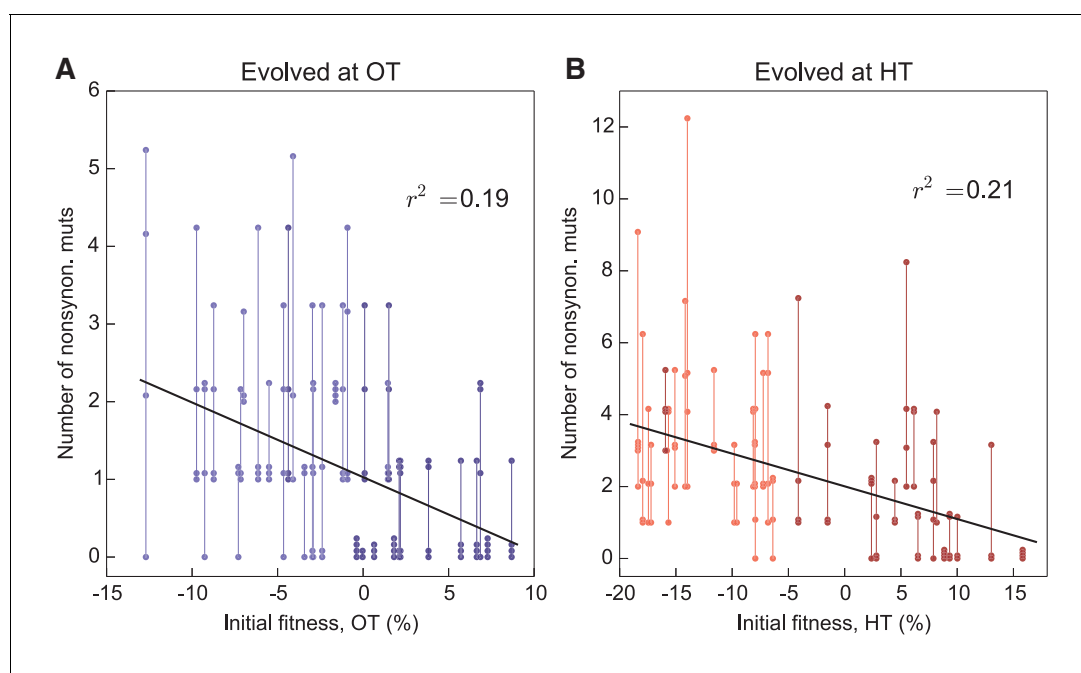 A
Evolved at OT
6
5
4
3
2
1
0
Number of nonsynon. muts
r² =0.19
-15
-10
-5
0
5
10
Initial fitness, OT (%)
B
Evolved at HT
12
10
8
6
4
2
0
Number of nonsynon. muts
r² =0.21
-20
-15
-10
-5
0
5
10
15
Initial fitness, HT (%)